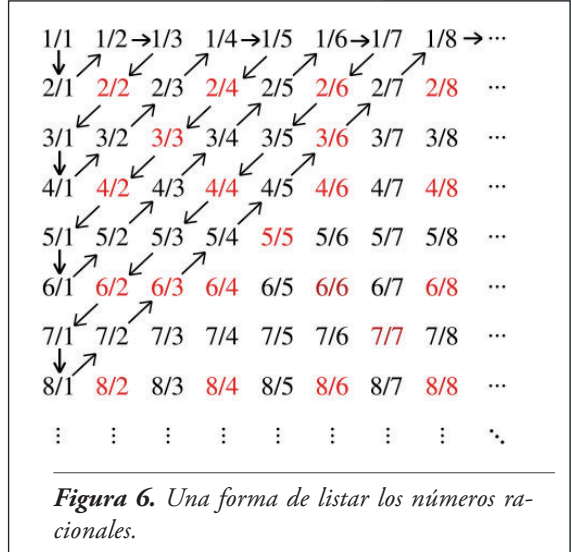 1/1 1/2 →1/3 1/4→1/5 1/6→1/7 1/8 → ···
2/1 2/2 2/3 2/4 2/5 2/6 2/7 2/8 ···
3/1 3/2 3/3 3/4 3/5 3/6 3/7 3/8 ···
4/1 4/2 4/3 4/4 4/5 4/6 4/7 4/8 ···
5/1 5/2 5/3 5/4 5/5 5/6 5/7 5/8 ···
6/1 6/2 6/3 6/4 6/5 6/6 6/7 6/8 ···
7/1 7/2 7/3 7/4 7/5 7/6 7/7 7/8 ···
8/1 8/2 8/3 8/4 8/5 8/6 8/7 8/8 ···
⋮ ⋮ ⋮ ⋮ ⋮ ⋮ ⋮ ⋮ ⋱
Figura 6. Una forma de listar los números ra-
cionales.